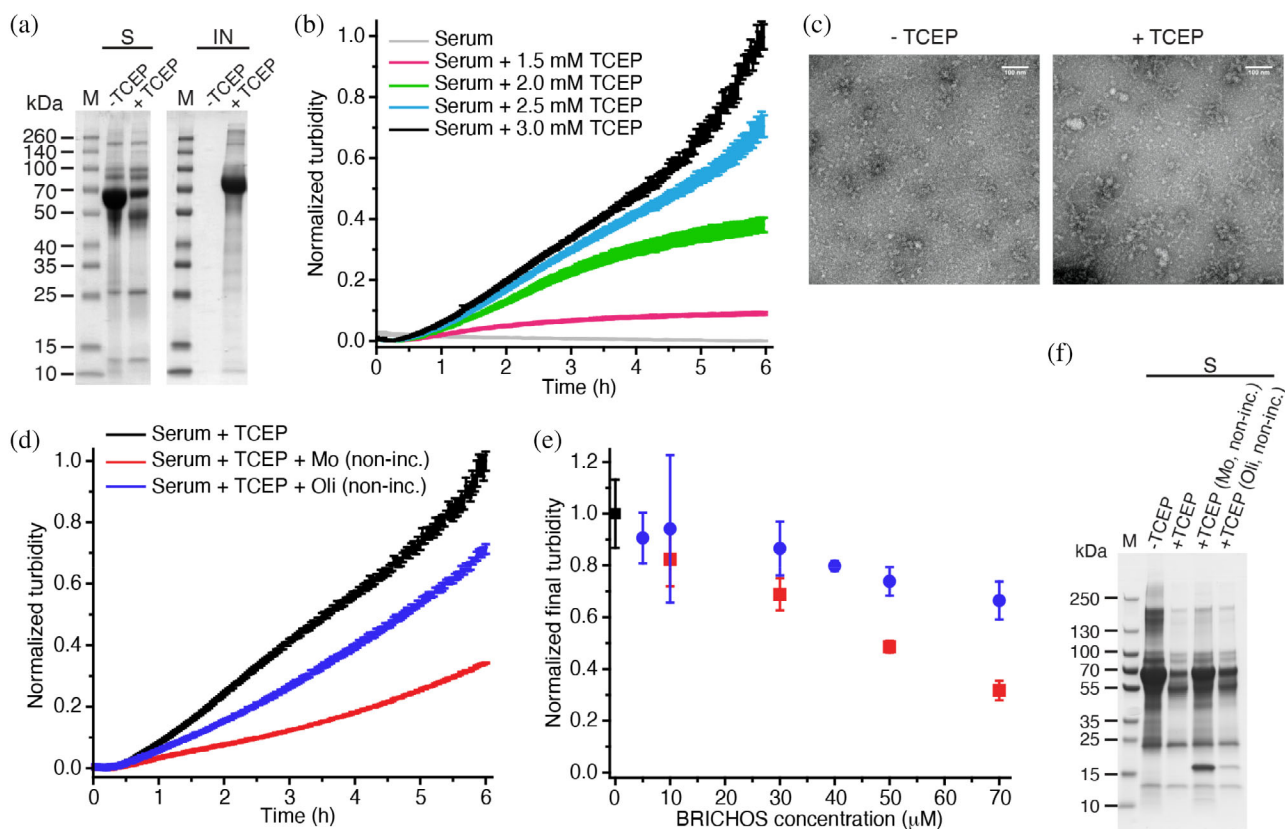 (a)
S
IN
kDa
M
-TCEP
+TCEP
M
-TCEP
+TCEP
260
140
100
70
50
40
35
25
15
10
(b)
Normalized turbidity
1.0
0.8
0.6
0.4
0.2
0.0
Serum
Serum + 1.5 mM TCEP
Serum + 2.0 mM TCEP
Serum + 2.5 mM TCEP
Serum + 3.0 mM TCEP
0 1 2 3 4 5 6
Time (h)
(c)
- TCEP
+ TCEP
100 nm
100 nm
(d)
Serum + TCEP
Serum + TCEP + Mo (non-inc.)
Serum + TCEP + Oli (non-inc.)
Normalized turbidity
1.0
0.8
0.6
0.4
0.2
0.0
0 1 2 3 4 5 6
Time (h)
(e)
Normalized final turbidity
1.2
1.0
0.8
0.6
0.4
0.2
0.0
0 10 20 30 40 50 60 70
BRICHOS concentration (µM)
(f)
S
kDa
M
-TCEP
+TCEP
+TCEP (Mo, non-inc.)
+TCEP (Oli, non-inc.)
250
130
100
70
55
35
25
15
10